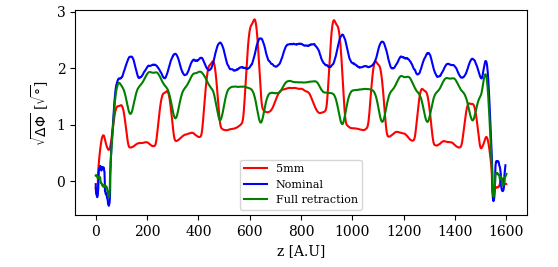 3
2
1
0
√ΔΦ [√°]
5mm
Nominal
Full retraction
0 200 400 600 800 1000 1200 1400 1600
z [A.U]